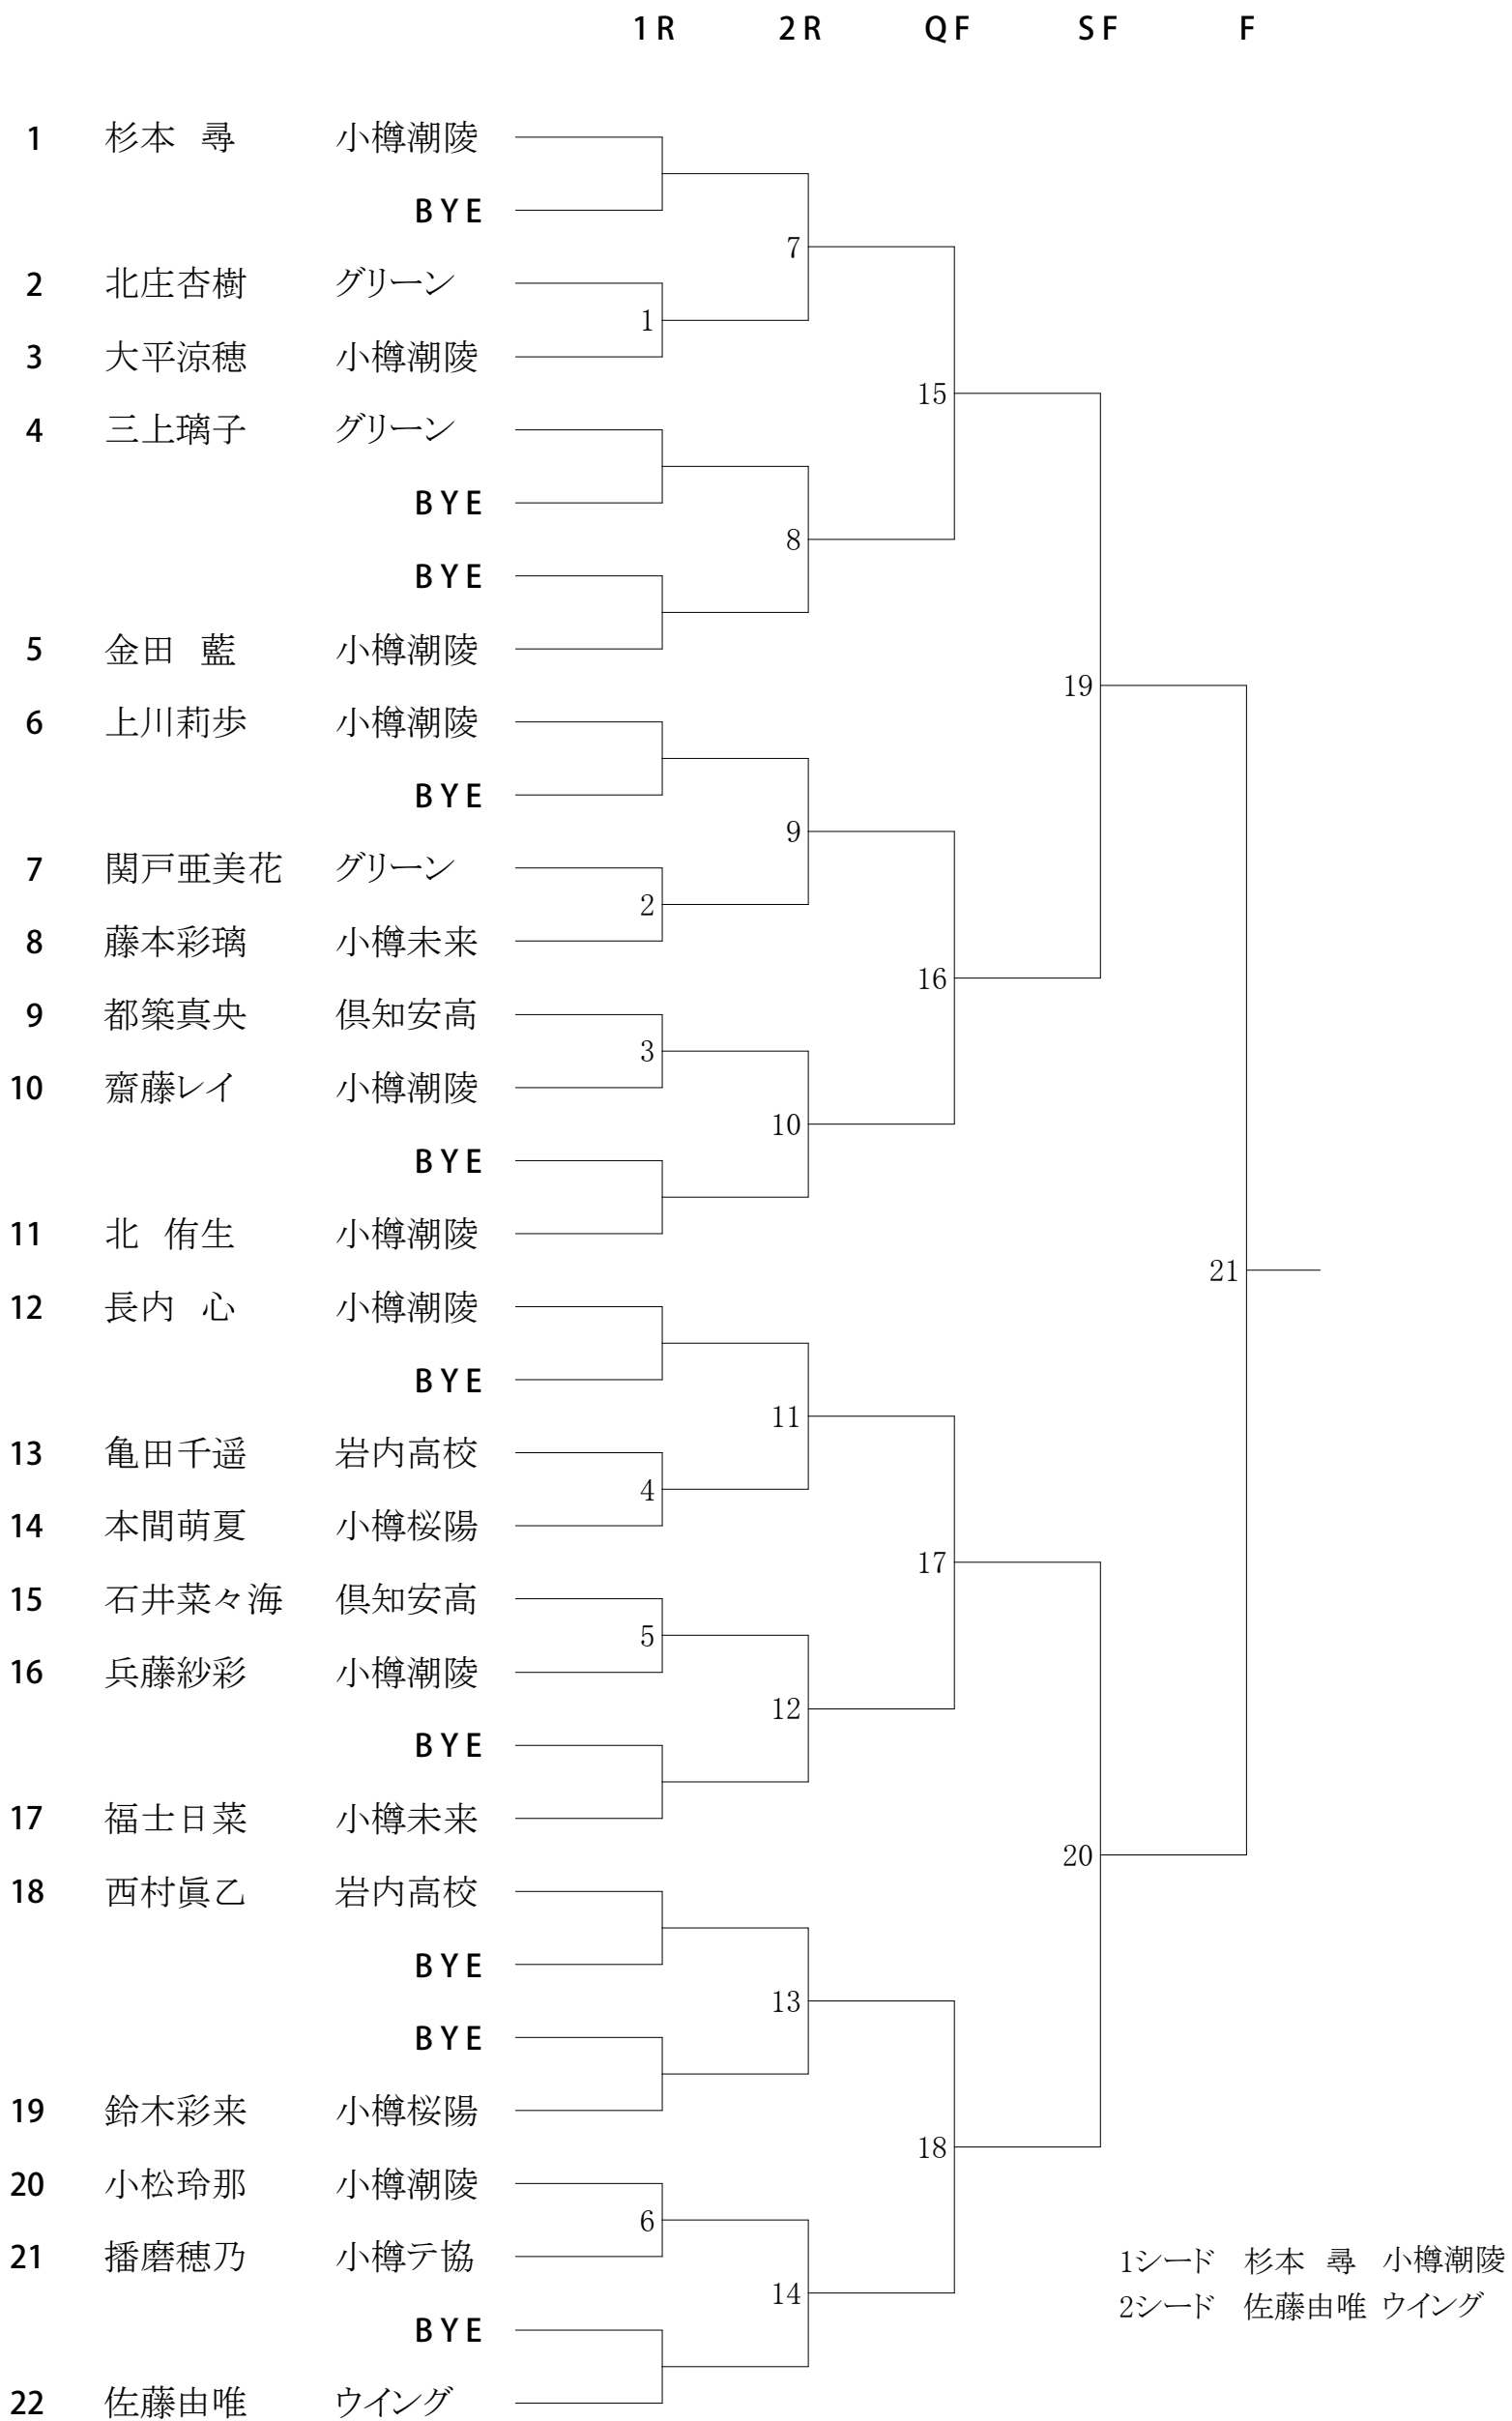 1R 2R QF SF F
1 杉本 尋 小樽潮陵
BYE
7
2 北庄杏樹 グリーン
1
3 大平涼穂 小樽潮陵
15
4 三上璃子 グリーン
BYE
8
BYE
5 金田 藍 小樽潮陵
19
6 上川莉歩 小樽潮陵
BYE
9
7 関戸亜美花 グリーン
2
8 藤本彩璃 小樽未来
16
9 都築真央 倶知安高
3
10 齋藤レイ 小樽潮陵
10
BYE
11 北 侑生 小樽潮陵
21
12 長内 心 小樽潮陵
BYE
11
13 亀田千遥 岩内高校
4
14 本間萌夏 小樽桜陽
17
15 石井菜々海 倶知安高
5
16 兵藤紗彩 小樽潮陵
12
BYE
17 福士日菜 小樽未来
20
18 西村眞乙 岩内高校
BYE
13
BYE
19 鈴木彩来 小樽桜陽
18
20 小松玲那 小樽潮陵
6
21 播磨穂乃 小樽テ協
1シード 杉本 尋 小樽潮陵
14
2シード 佐藤由唯 ウイング
BYE
22 佐藤由唯 ウイング